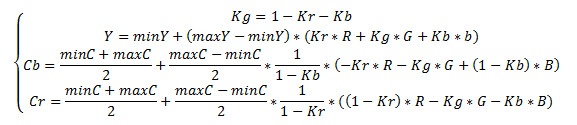 Kg = 1 − Kr − Kb
Y = minY + (maxY − minY) ∗ (Kr ∗ R + Kg ∗ G + Kb ∗ b)
Cb = (minC + maxC)/2 + (maxC − minC)/2 ∗ 1/(1 − Kb) ∗ (−Kr ∗ R − Kg ∗ G + (1 − Kb) ∗ B)
Cr = (minC + maxC)/2 + (maxC − minC)/2 ∗ 1/(1 − Kr) ∗ ((1 − Kr) ∗ R − Kg ∗ G − Kb ∗ B)